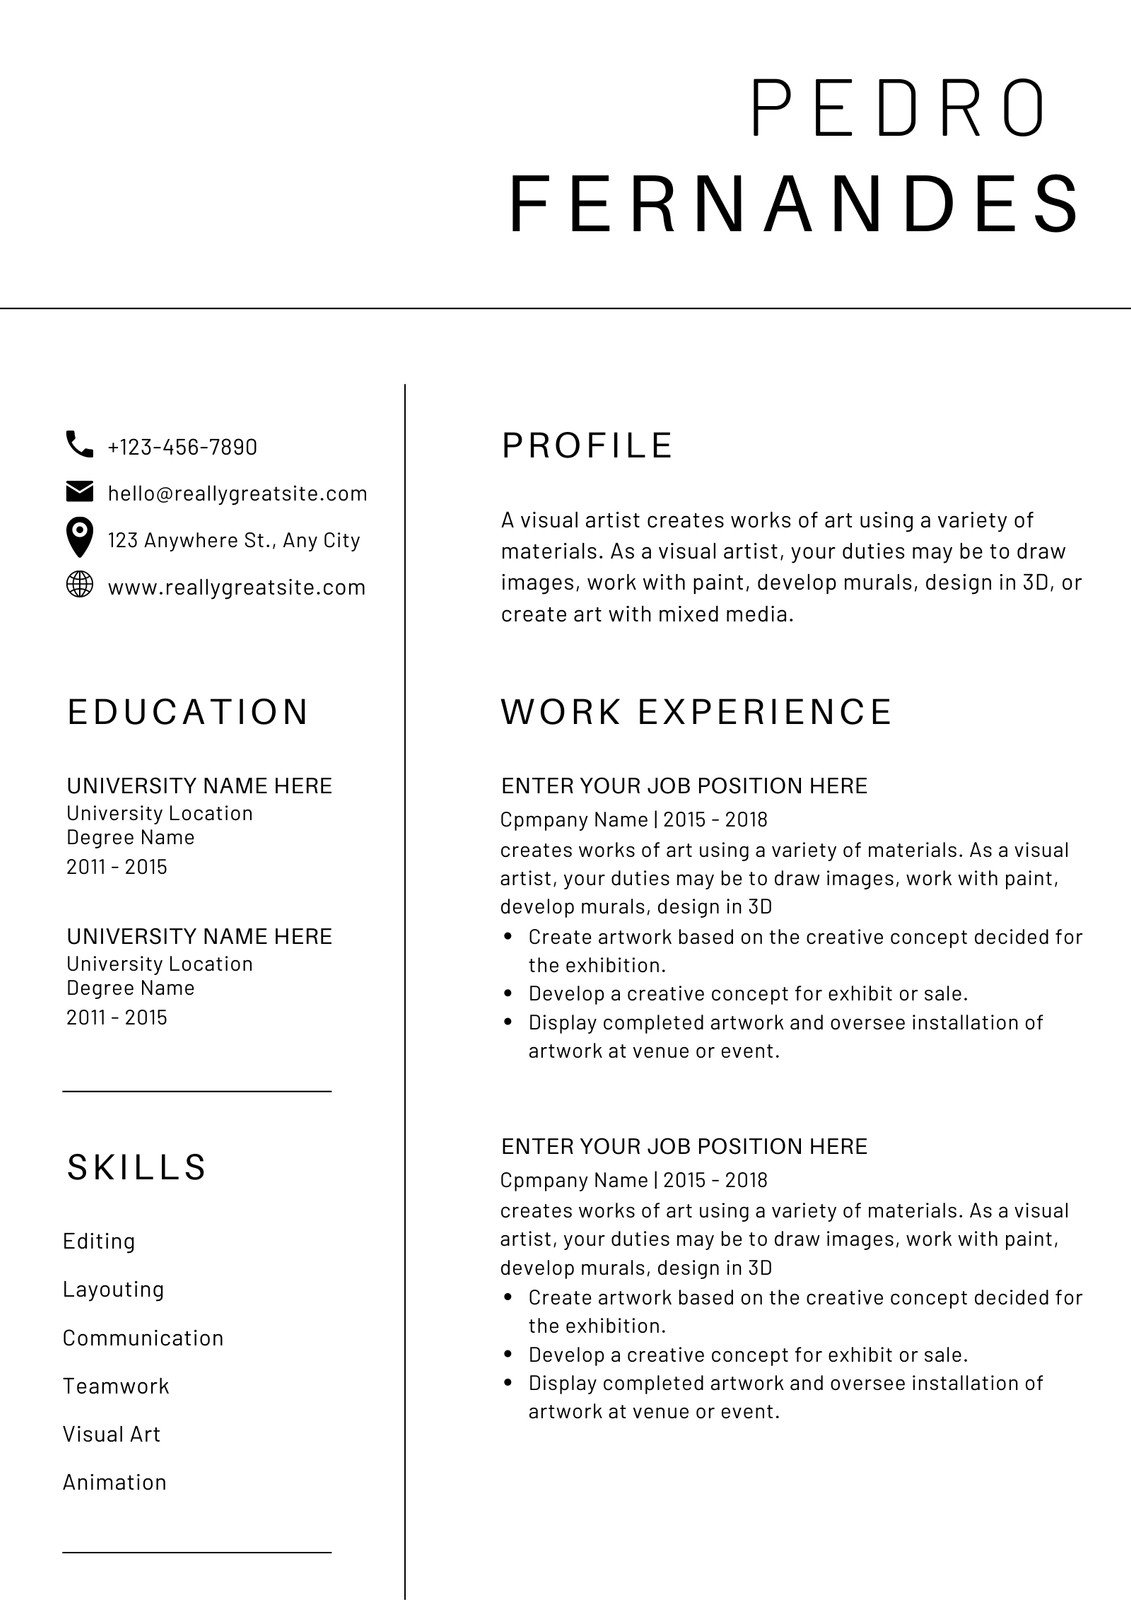 PEDRO
FERNANDES
+123-456-7890
hello@reallygreatsite.com
123 Anywhere St., Any City
www.reallygreatsite.com
EDUCATION
UNIVERSITY NAME HERE
University Location
Degree Name
2011 - 2015
UNIVERSITY NAME HERE
University Location
Degree Name
2011 - 2015
SKILLS
Editing
Layouting
Communication
Teamwork
Visual Art
Animation
PROFILE
A visual artist creates works of art using a variety of
materials. As a visual artist, your duties may be to draw
images, work with paint, develop murals, design in 3D, or
create art with mixed media.
WORK EXPERIENCE
ENTER YOUR JOB POSITION HERE
Cpmpany Name | 2015 - 2018
creates works of art using a variety of materials. As a visual
artist, your duties may be to draw images, work with paint,
develop murals, design in 3D
• Create artwork based on the creative concept decided for
the exhibition.
• Develop a creative concept for exhibit or sale.
• Display completed artwork and oversee installation of
artwork at venue or event.
ENTER YOUR JOB POSITION HERE
Cpmpany Name | 2015 - 2018
creates works of art using a variety of materials. As a visual
artist, your duties may be to draw images, work with paint,
develop murals, design in 3D
• Create artwork based on the creative concept decided for
the exhibition.
• Develop a creative concept for exhibit or sale.
• Display completed artwork and oversee installation of
artwork at venue or event.